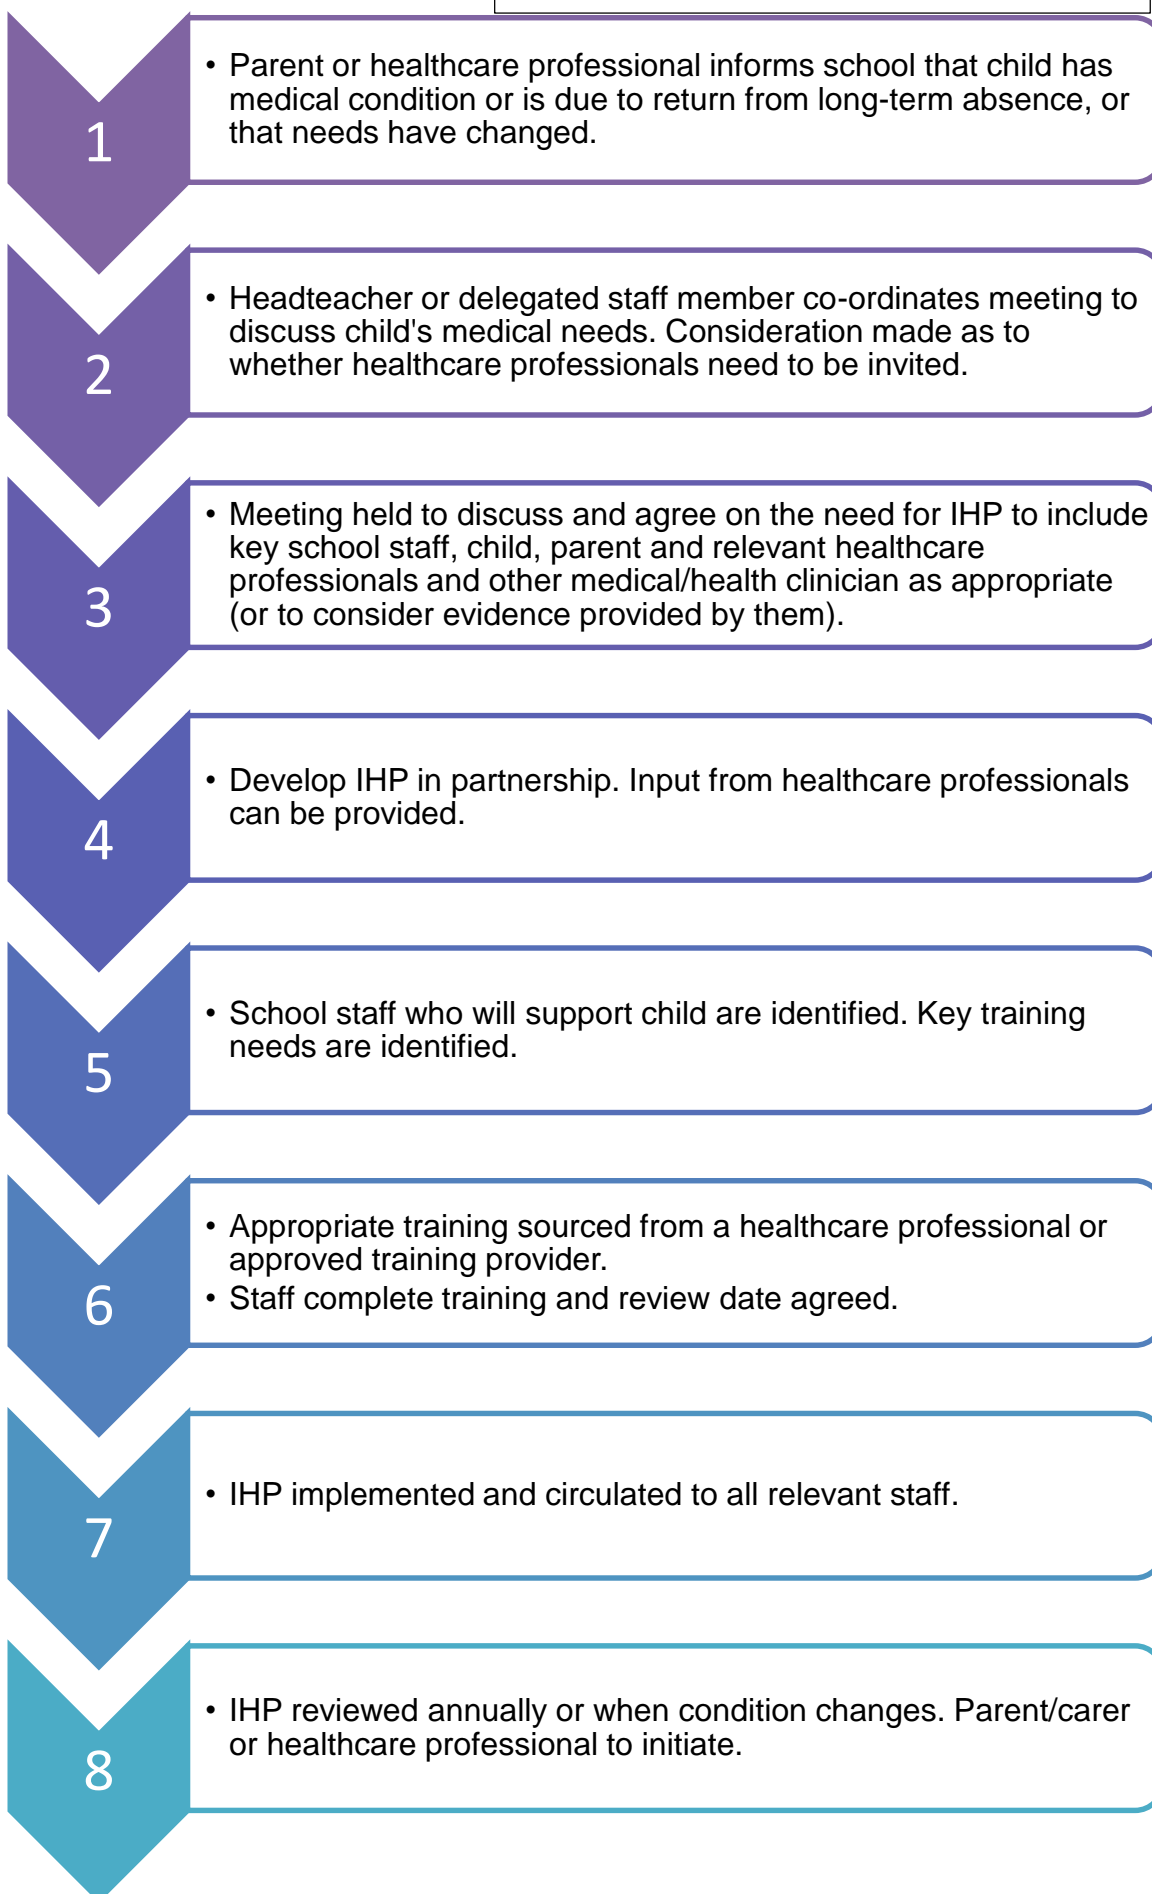 1
• Parent or healthcare professional informs school that child has
medical condition or is due to return from long-term absence, or
that needs have changed.
2
• Headteacher or delegated staff member co-ordinates meeting to
discuss child's medical needs. Consideration made as to
whether healthcare professionals need to be invited.
3
• Meeting held to discuss and agree on the need for IHP to include
key school staff, child, parent and relevant healthcare
professionals and other medical/health clinician as appropriate
(or to consider evidence provided by them).
4
• Develop IHP in partnership. Input from healthcare professionals
can be provided.
5
• School staff who will support child are identified. Key training
needs are identified.
6
• Appropriate training sourced from a healthcare professional or
approved training provider.
• Staff complete training and review date agreed.
7
• IHP implemented and circulated to all relevant staff.
8
• IHP reviewed annually or when condition changes. Parent/carer
or healthcare professional to initiate.